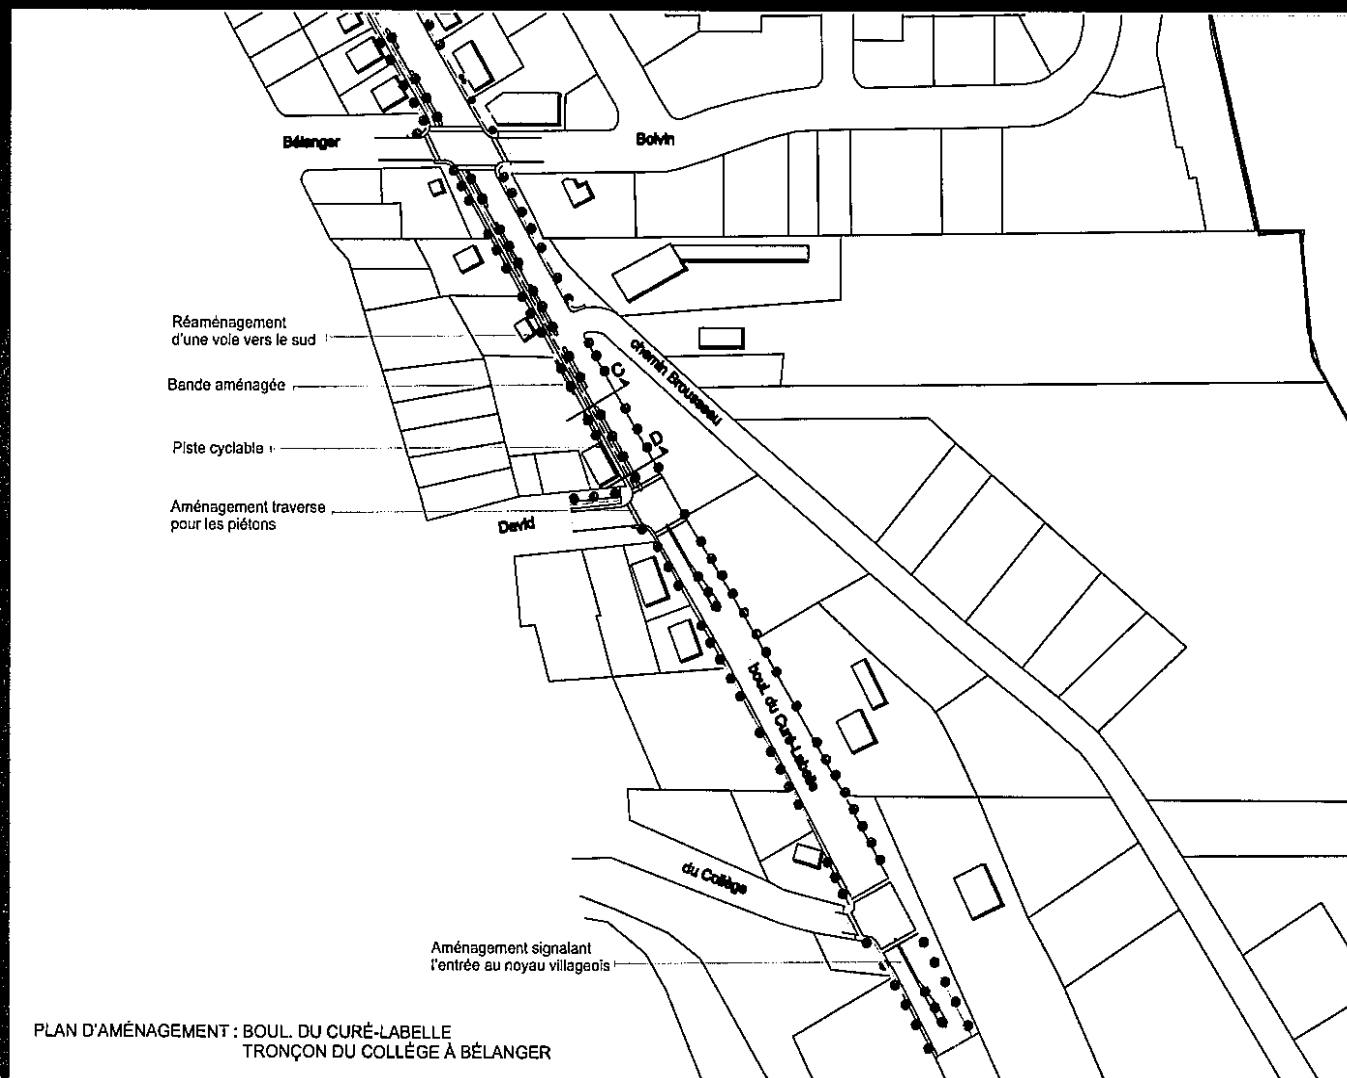 Bélanger
Boivin
Réaménagement
d'une voie vers le sud
chemin Brousseau
Bande aménagée
C
Piste cyclable
D
Aménagement traverse
pour les piétons
David
boul. du Curé-Labelle
du Collège
Aménagement signalant
l'entrée au noyau villageois
PLAN D'AMÉNAGEMENT : BOUL. DU CURÉ-LABELLE
TRONÇON DU COLLÈGE À BÉLANGER